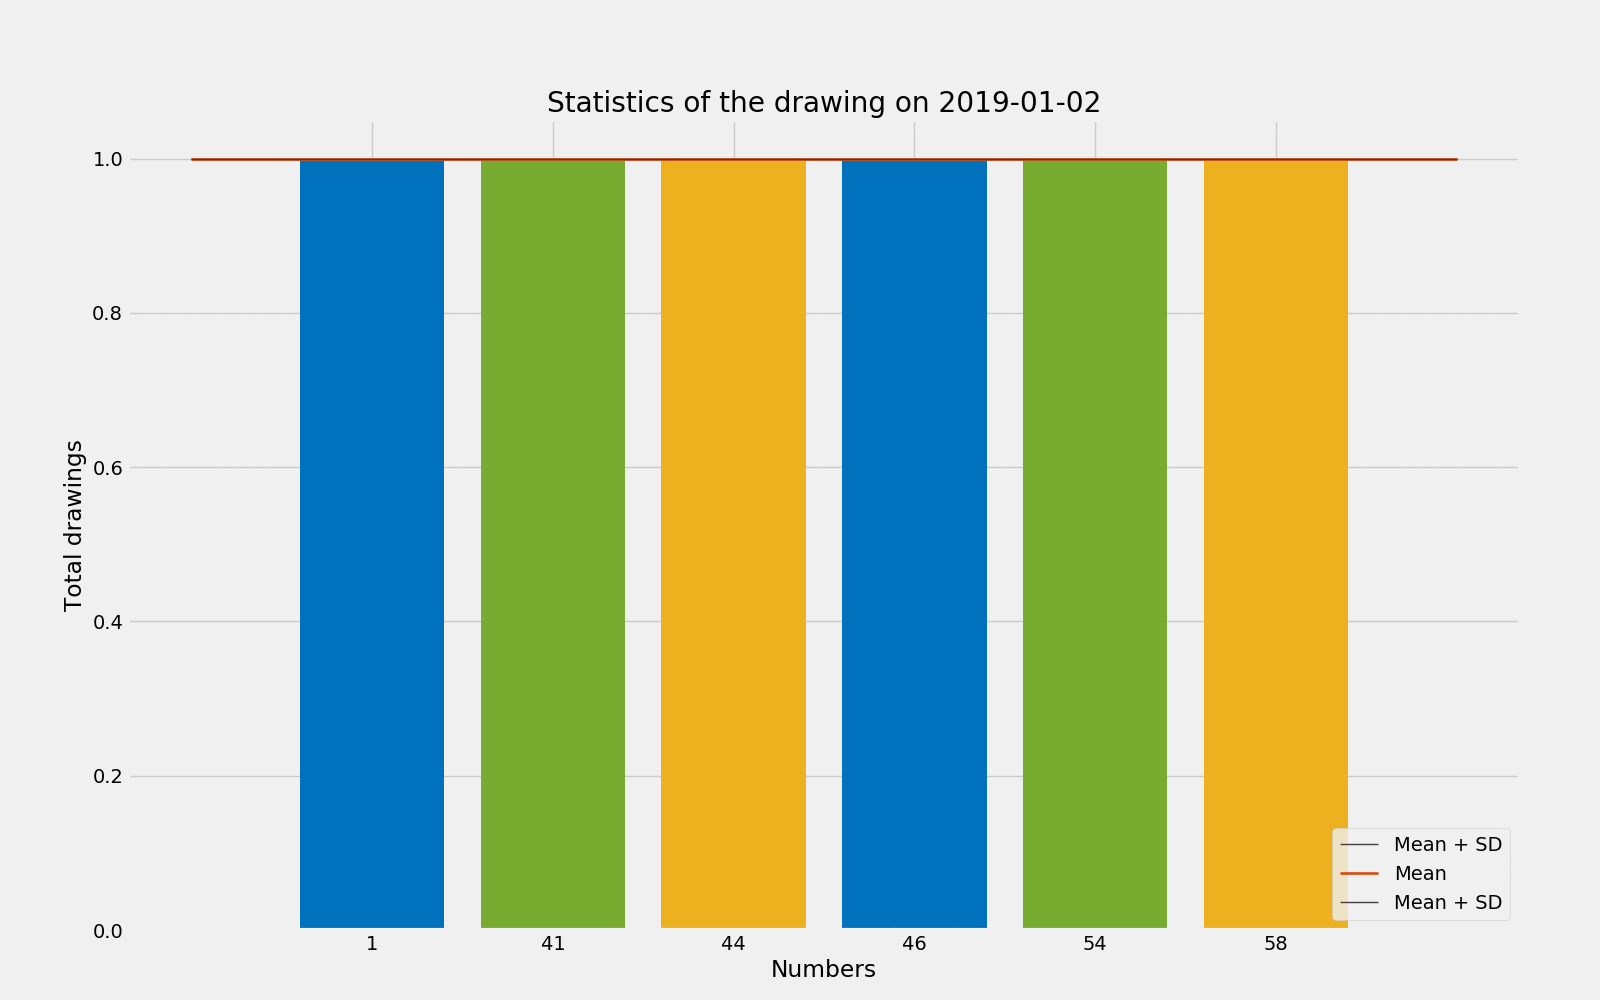 Statistics of the drawing on 2019-01-02
1.0
0.8
0.6
0.4
0.2
0.0
Total drawings
1 41 44 46 54 58
Numbers
Mean + SD
Mean
Mean + SD